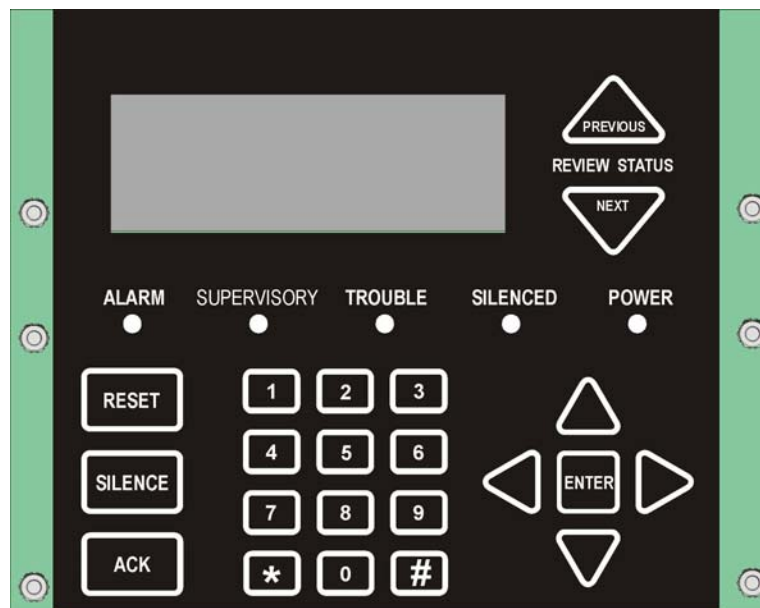 PREVIOUS
REVIEW STATUS
NEXT
ALARM SUPERVISORY TROUBLE SILENCED POWER
RESET 1 2 3
4 5 6
SILENCE ENTER
7 8 9
ACK * 0 #